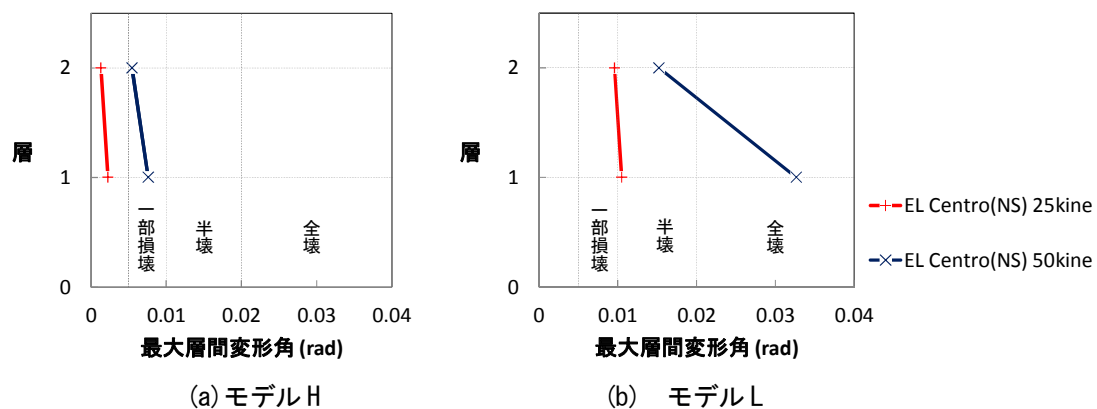 2
層
1
一部損壊
半壊
全壊
0
0 0.01 0.02 0.03 0.04
最大層間変形角 (rad)
(a) モデル H
2
層
1
一部損壊
半壊
全壊
0
0 0.01 0.02 0.03 0.04
最大層間変形角 (rad)
(b) モデル L
EL Centro(NS) 25kine
EL Centro(NS) 50kine